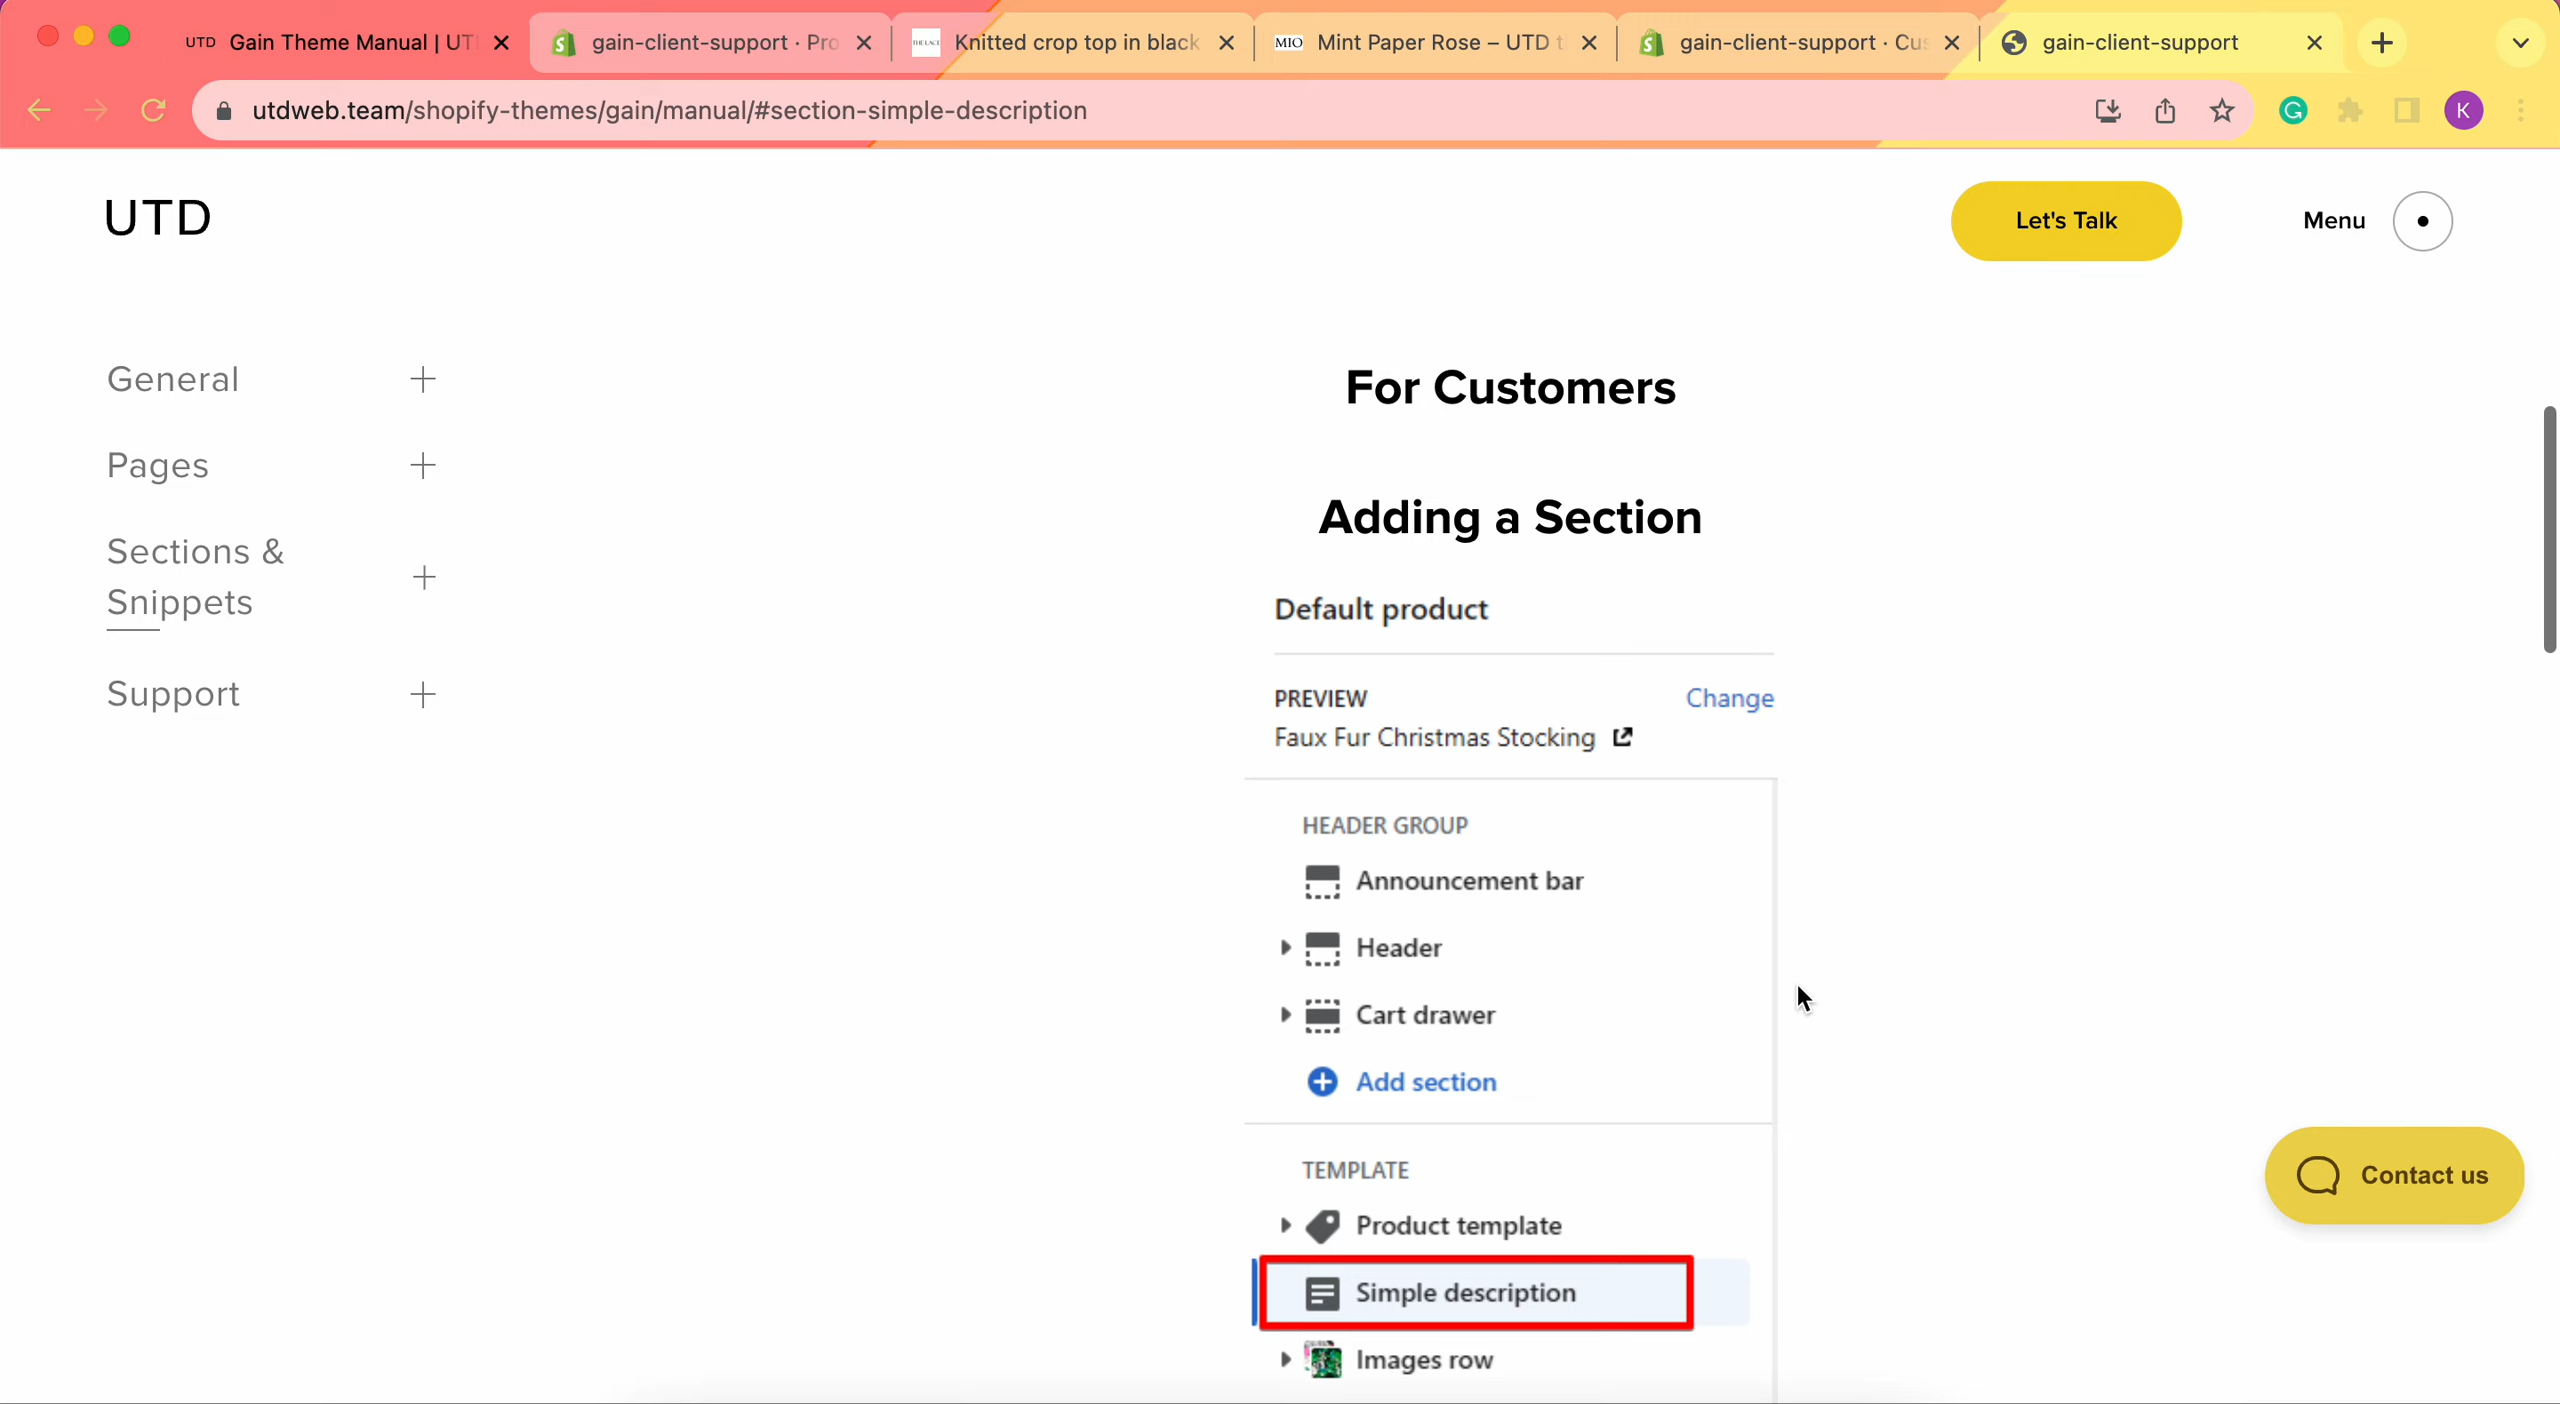 UTD Gain Theme Manual | UT
gain-client-support · Pro
THE LACE Knitted crop top in black
MIO Mint Paper Rose – UTD t
gain-client-support · Cus
gain-client-support
utdweb.team/shopify-themes/gain/manual/#section-simple-description
K
UTD
Let's Talk
Menu
General
Pages
Sections &
Snippets
Support
For Customers
Adding a Section
Default product
PREVIEW
Change
Faux Fur Christmas Stocking
HEADER GROUP
Announcement bar
Header
Cart drawer
Add section
TEMPLATE
Product template
Simple description
Images row
Contact us